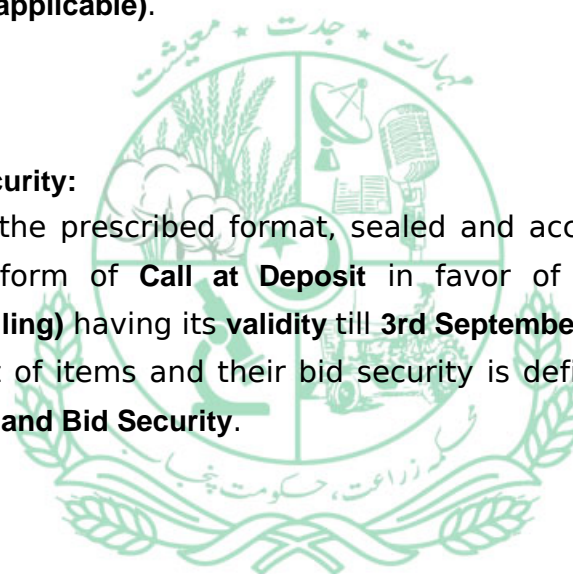 applicable).
مہارت ★ جدت ★ معیشت
curity:
the prescribed format, sealed and acc
form of Call at Deposit in favor of
ling) having its validity till 3rd September
t of items and their bid security is defi
and Bid Security.
محکمہ زراعت، حکومت پنجاب